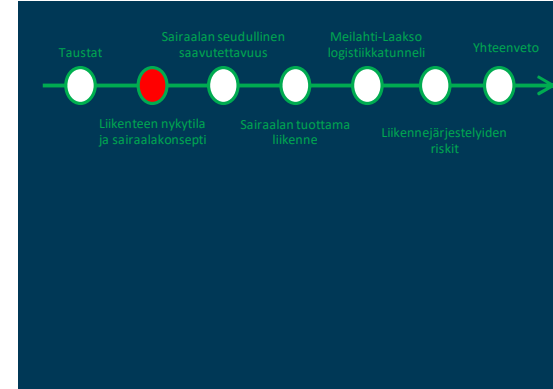 Taustat
Liikenteen nykytila
ja sairaalakonsepti
Sairaalan seudullinen
saavutettavuus
Sairaalan tuottama
liikenne
Meilahti-Laakso
logistiikkatunneli
Liikennejärjestelyiden
riskit
Yhteenveto